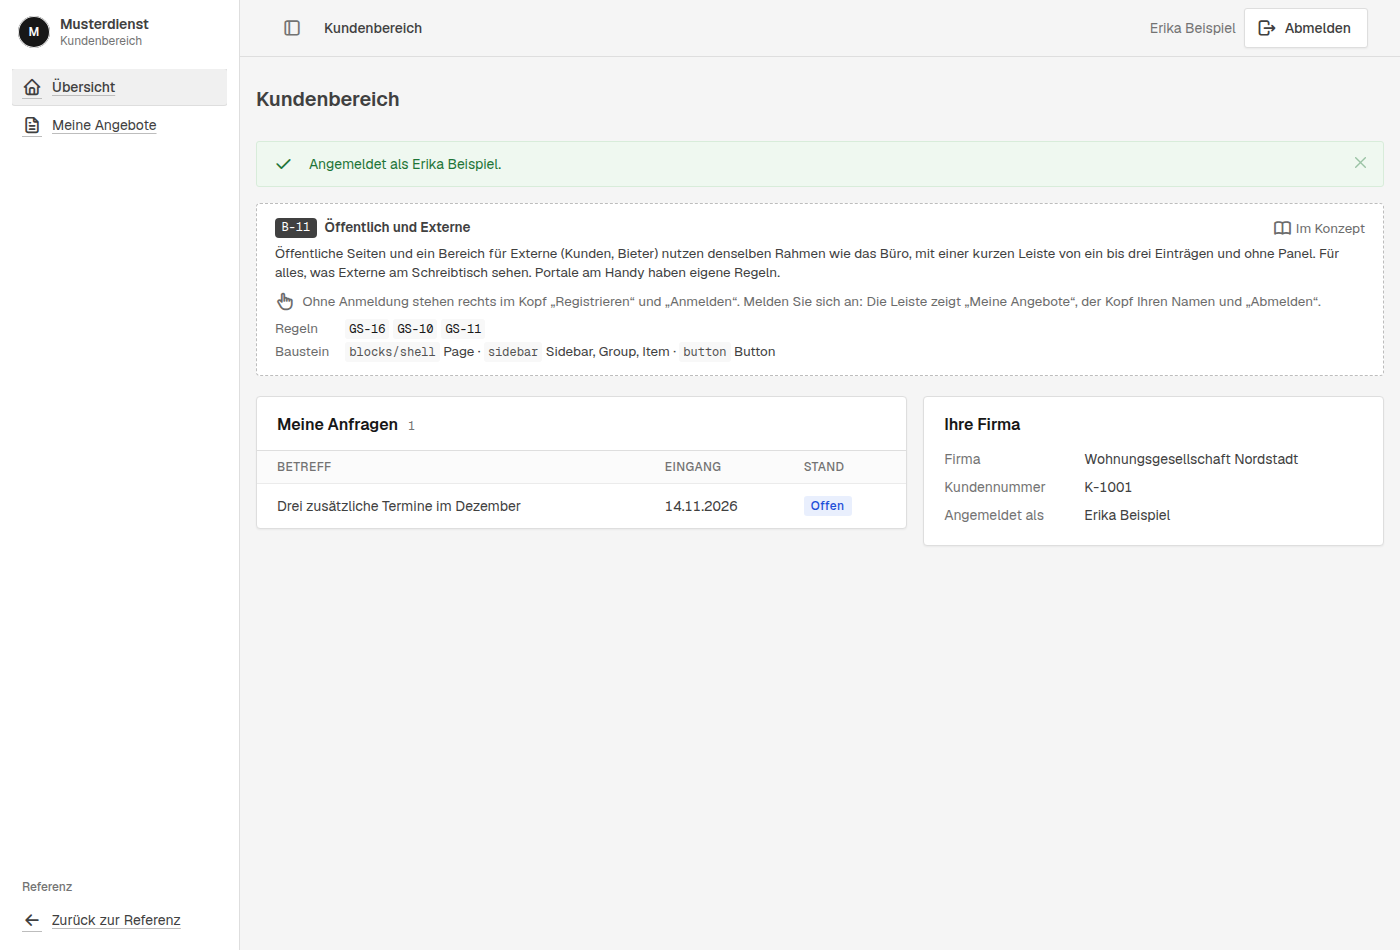 M
Musterdienst
Kundenbereich
Übersicht
Meine Angebote
Referenz
Zurück zur Referenz
Kundenbereich
Erika Beispiel
Abmelden
Kundenbereich
Angemeldet als Erika Beispiel.
B-11 Öffentlich und Externe
Im Konzept
Öffentliche Seiten und ein Bereich für Externe (Kunden, Bieter) nutzen denselben Rahmen wie das Büro, mit einer kurzen Leiste von ein bis drei Einträgen und ohne Panel. Für
alles, was Externe am Schreibtisch sehen. Portale am Handy haben eigene Regeln.
Ohne Anmeldung stehen rechts im Kopf „Registrieren“ und „Anmelden“. Melden Sie sich an: Die Leiste zeigt „Meine Angebote“, der Kopf Ihren Namen und „Abmelden“.
Regeln GS-16 GS-10 GS-11
Baustein blocks/shell Page · sidebar Sidebar, Group, Item · button Button
Meine Anfragen 1
BETREFF EINGANG STAND
Drei zusätzliche Termine im Dezember 14.11.2026 Offen
Ihre Firma
Firma Wohnungsgesellschaft Nordstadt
Kundennummer K-1001
Angemeldet als Erika Beispiel